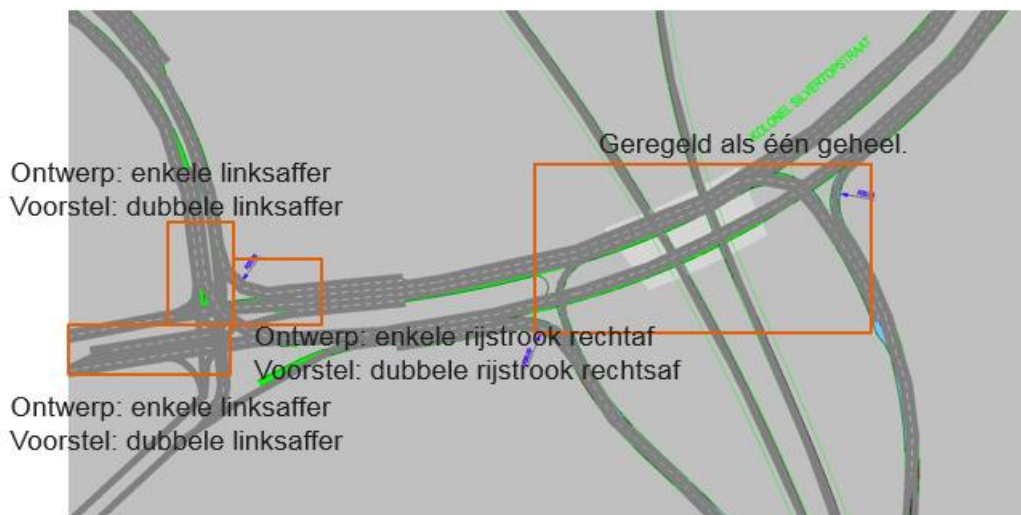 KOLONEL SILVERTOPSTRAAT
Geregeld als één geheel.
Ontwerp: enkele linksaffer
Voorstel: dubbele linksaffer
Ontwerp: enkele rijstrook rechtaf
Voorstel: dubbele rijstrook rechtsaf
Ontwerp: enkele linksaffer
Voorstel: dubbele linksaffer